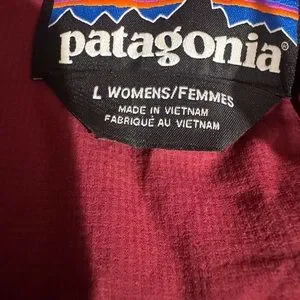 patagonia®
L WOMENS/FEMMES
MADE IN VIETNAM
FABRIQUÉ AU VIETNAM